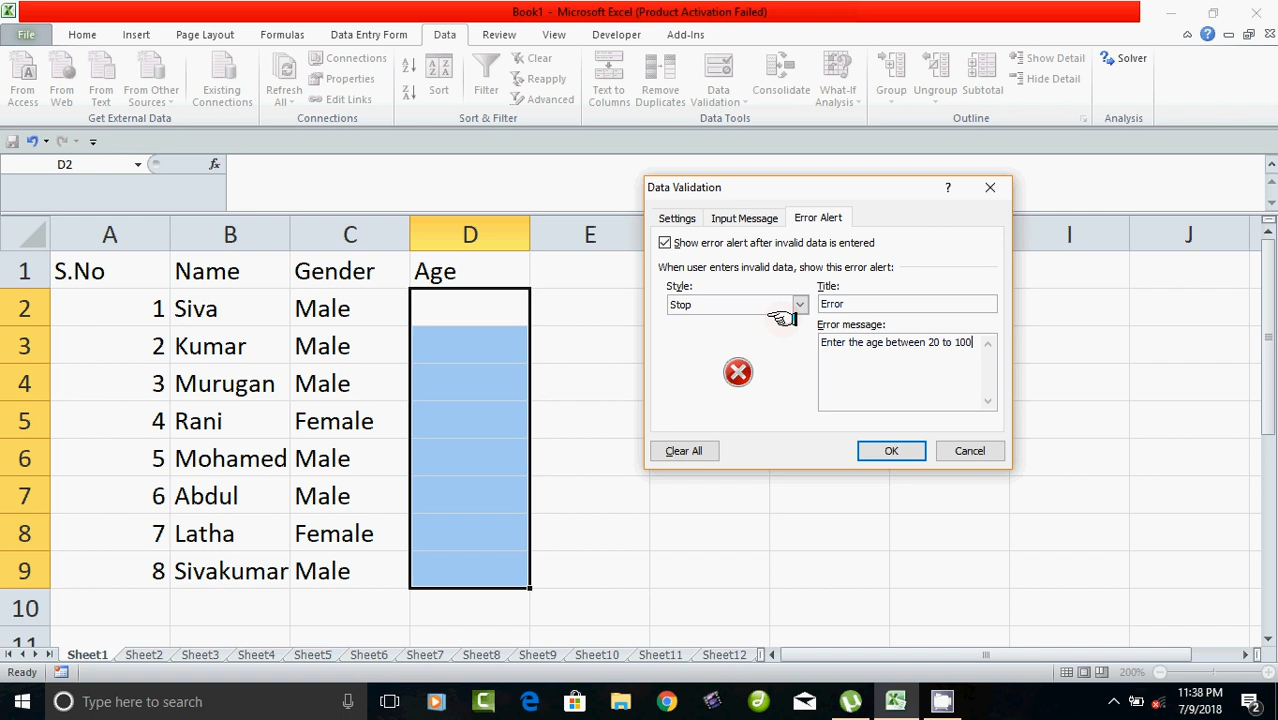 Book1 - Microsoft Excel (Product Activation Failed)
File Home Insert Page Layout Formulas Data Entry Form Data Review View Developer Add-Ins
From Access
From Web
From Text
From Other Sources
Existing Connections
Get External Data
Refresh All
Connections
Properties
Edit Links
Connections
Sort
Filter
Clear
Reapply
Advanced
Sort & Filter
Text to Columns
Remove Duplicates
Data Validation
Consolidate
What-If Analysis
Data Tools
Group
Ungroup
Subtotal
Show Detail
Hide Detail
Outline
Solver
Analysis
D2 fx
A B C D E I J
1 S.No Name Gender Age
2 1 Siva Male
3 2 Kumar Male
4 3 Murugan Male
5 4 Rani Female
6 5 Mohamed Male
7 6 Abdul Male
8 7 Latha Female
9 8 Sivakumar Male
10
11
Data Validation ?
Settings Input Message Error Alert
Show error alert after invalid data is entered
When user enters invalid data, show this error alert:
Style: Title:
Stop Error
Error message:
Enter the age between 20 to 100
Clear All OK Cancel
Sheet1 Sheet2 Sheet3 Sheet4 Sheet5 Sheet6 Sheet7 Sheet8 Sheet9 Sheet10 Sheet11 Sheet12
Ready 200%
Type here to search
11:38 PM
7/9/2018
2